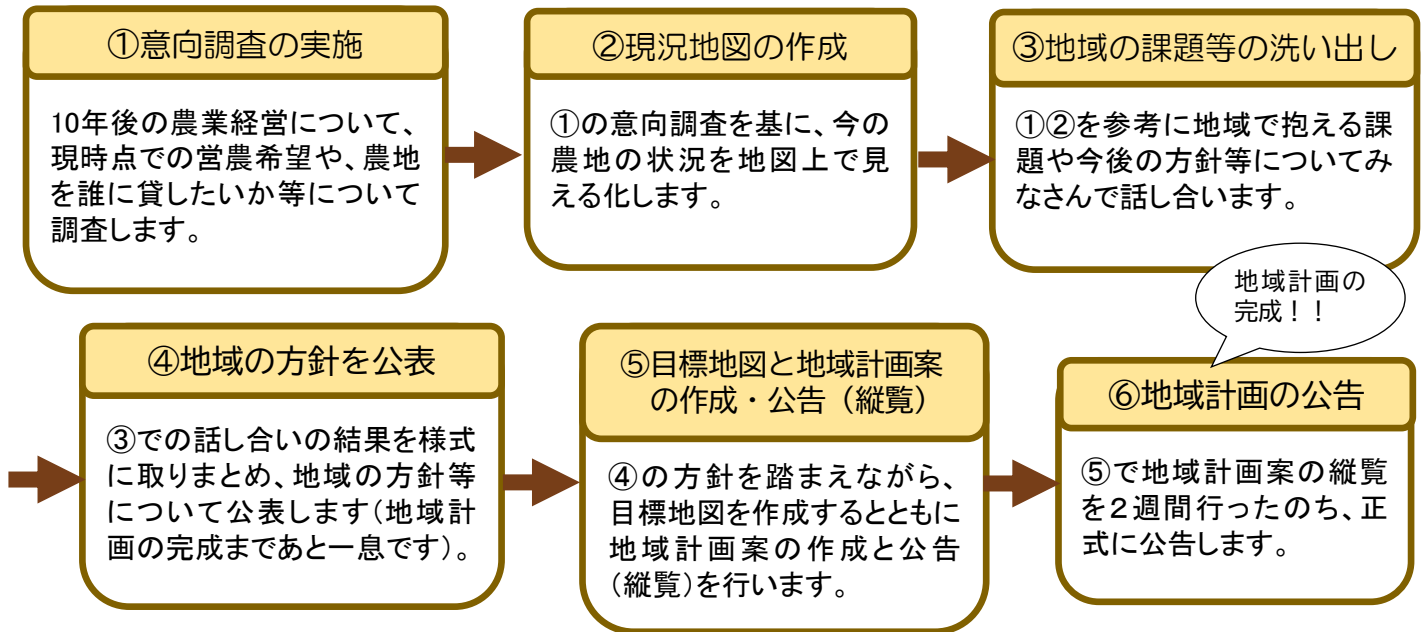 ①意向調査の実施
10年後の農業経営について、
現時点での営農希望や、農地
を誰に貸したいか等について
調査します。
②現況地図の作成
①の意向調査を基に、今の
農地の状況を地図上で見
える化します。
③地域の課題等の洗い出し
①②を参考に地域で抱える課
題や今後の方針等についてみ
なさんで話し合います。
④地域の方針を公表
③での話し合いの結果を様式
に取りまとめ、地域の方針等
について公表します(地域計
画の完成まであと一息です)。
⑤目標地図と地域計画案
の作成・公告（縦覧）
④の方針を踏まえながら、
目標地図を作成するとともに
地域計画案の作成と公告
(縦覧)を行います。
地域計画の
完成！！
⑥地域計画の公告
⑤で地域計画案の縦覧
を２週間行ったのち、正
式に公告します。